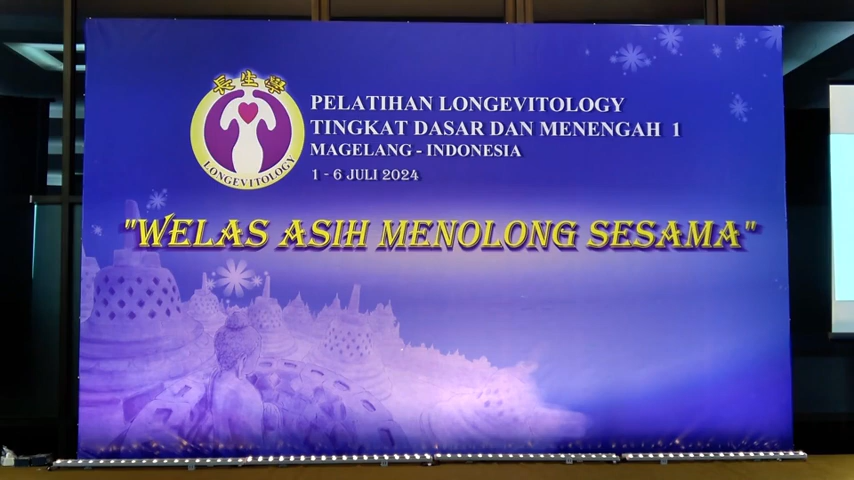 長生學
LONGEVITOLOGY
PELATIHAN LONGEVITOLOGY
TINGKAT DASAR DAN MENENGAH 1
MAGELANG - INDONESIA
1 - 6 JULI 2024
"WELAS ASIH MENOLONG SESAMA"